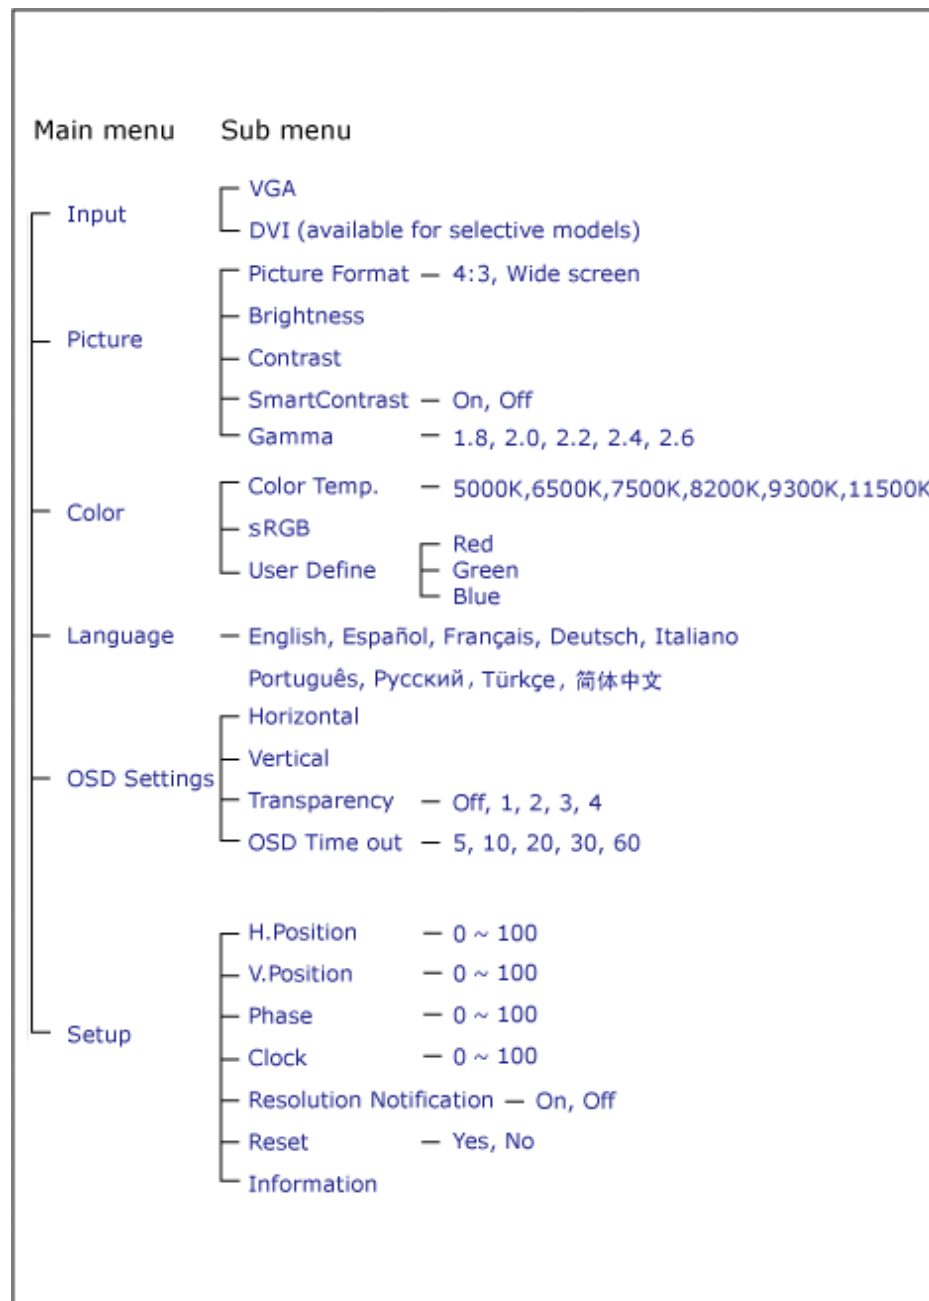 Main menu Sub menu
VGA
Input
DVI (available for selective models)
Picture Format 4:3, Wide screen
Brightness
Picture
Contrast
SmartContrast On, Off
Gamma 1.8, 2.0, 2.2, 2.4, 2.6
Color Temp. 5000K,6500K,7500K,8200K,9300K,11500K
Color
sRGB
Red
User Define Green
Blue
Language English, Español, Français, Deutsch, Italiano
Português, Русский, Türkçe, 简体中文
Horizontal
Vertical
OSD Settings
Transparency Off, 1, 2, 3, 4
OSD Time out 5, 10, 20, 30, 60
H.Position 0 ~ 100
V.Position 0 ~ 100
Phase 0 ~ 100
Setup
Clock 0 ~ 100
Resolution Notification On, Off
Reset Yes, No
Information